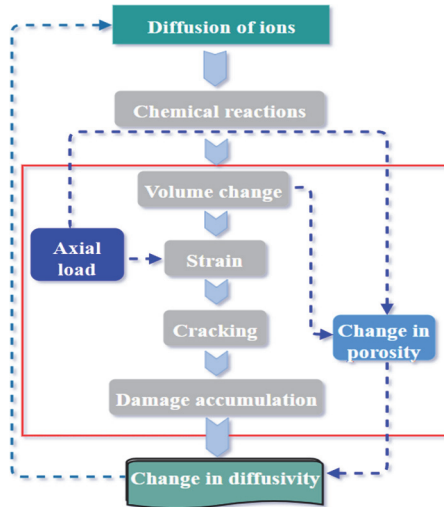 Diffusion of ions
Chemical reactions
Volume change
Axial
load
Strain
Cracking
Change in
porosity
Damage accumulation
Change in diffusivity